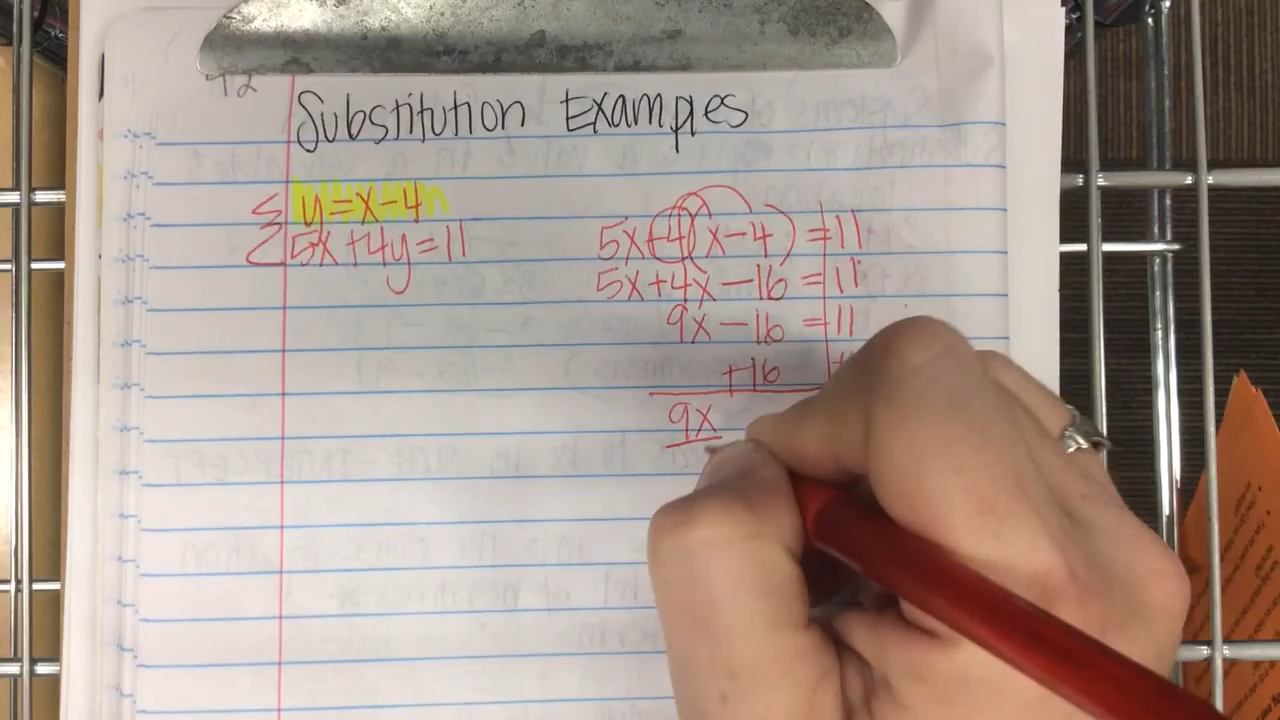 Substitution Examples
y=x-4
5x+4y=11
5x+4(x-4)=11
5x+4x-16=11
9x-16=11
+16 +
9x